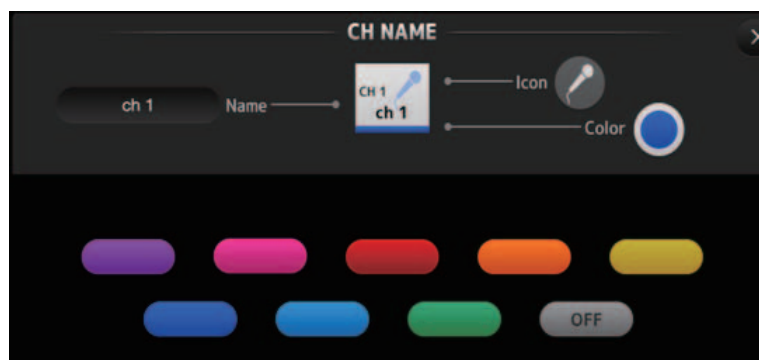 CH NAME
ch 1
Name
CH 1
ch 1
Icon
Color
OFF